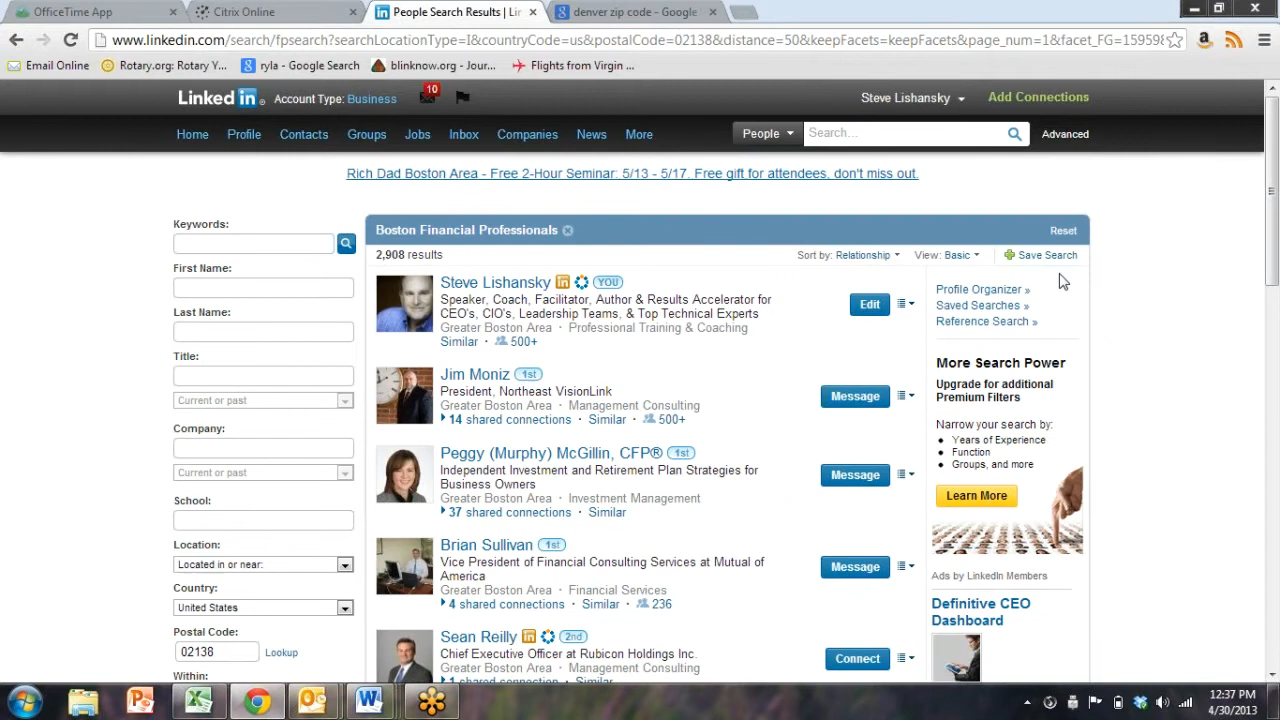 OfficeTime App
Citrix Online
People Search Results | Lin
denver zip code - Google
www.linkedin.com/search/fpsearch?searchLocationType=I&countryCode=us&postalCode=02138&distance=50&keepFacets=keepFacets&page_num=1&facet_FG=159598
Email Online
Rotary.org: Rotary Y...
ryla - Google Search
blinknow.org - Jour...
Flights from Virgin ...
Linked in Account Type: Business 10 Steve Lishansky Add Connections
Home Profile Contacts Groups Jobs Inbox Companies News More People Search... Advanced
Rich Dad Boston Area - Free 2-Hour Seminar: 5/13 - 5/17. Free gift for attendees, don't miss out.
Keywords:
First Name:
Last Name:
Title:
Current or past
Company:
Current or past
School:
Location:
Located in or near:
Country:
United States
Postal Code:
02138 Lookup
Within:
Boston Financial Professionals Reset
2,908 results Sort by: Relationship View: Basic Save Search
Steve Lishansky in YOU
Speaker, Coach, Facilitator, Author & Results Accelerator for
CEO's, CIO's, Leadership Teams, & Top Technical Experts
Greater Boston Area · Professional Training & Coaching
Similar · 500+
Edit
Jim Moniz 1st
President, Northeast VisionLink
Greater Boston Area · Management Consulting
14 shared connections · Similar · 500+
Message
Peggy (Murphy) McGillin, CFP® 1st
Independent Investment and Retirement Plan Strategies for
Business Owners
Greater Boston Area · Investment Management
37 shared connections · Similar
Message
Brian Sullivan 1st
Vice President of Financial Consulting Services at Mutual of
America
Greater Boston Area · Financial Services
4 shared connections · Similar · 236
Message
Sean Reilly in 2nd
Chief Executive Officer at Rubicon Holdings Inc.
Greater Boston Area · Management Consulting
1 shared connections · Similar
Connect
Profile Organizer »
Saved Searches »
Reference Search »
More Search Power
Upgrade for additional
Premium Filters
Narrow your search by:
• Years of Experience
• Function
• Groups, and more
Learn More
Ads by LinkedIn Members
Definitive CEO
Dashboard
12:37 PM
4/30/2013